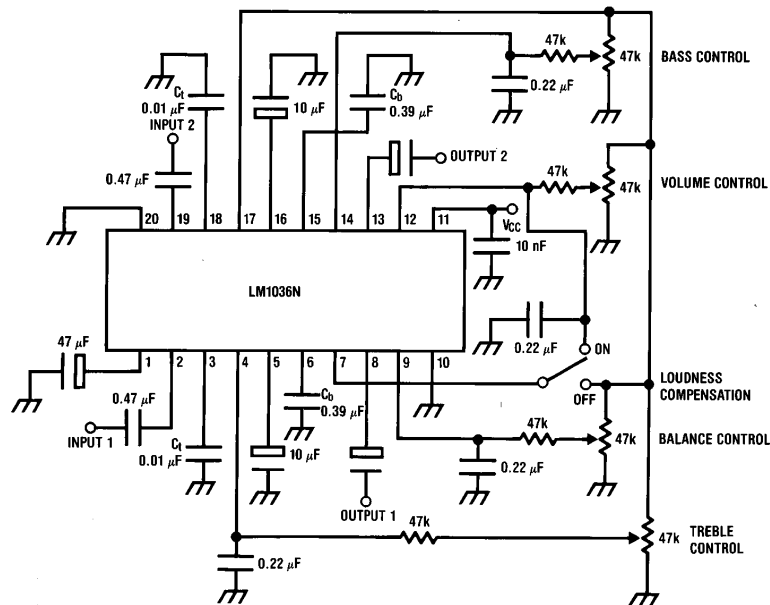 47k
47k
BASS CONTROL
Ct
0.01 µF
10 µF
Cb
0.39 µF
0.22 µF
INPUT 2
OUTPUT 2
0.47 µF
47k
47k
VOLUME CONTROL
20 19 18 17 16 15 14 13 12 11
VCC
10 nF
LM1036N
47 µF
0.22 µF
ON
1 2 3 4 5 6 7 8 9 10
OFF
LOUDNESS
COMPENSATION
0.47 µF
Cb
0.39 µF
INPUT 1
47k
47k
BALANCE CONTROL
Ct
0.01 µF
10 µF
0.22 µF
OUTPUT 1
47k
47k
TREBLE
CONTROL
0.22 µF